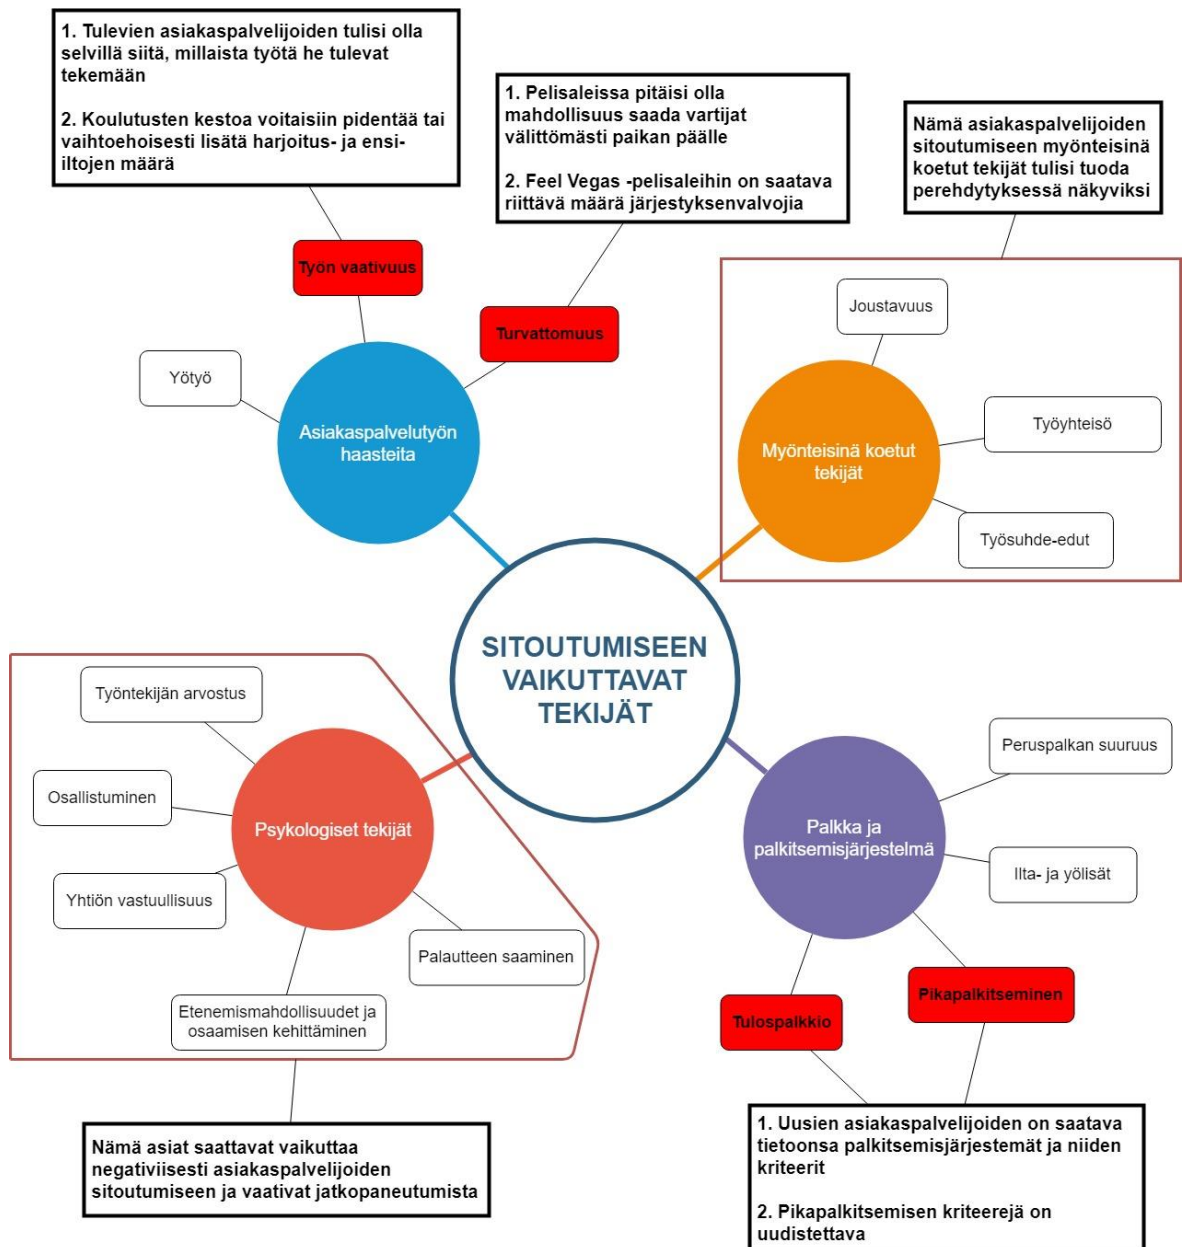 1. Tulevien asiakaspalvelijoiden tulisi olla
selvillä siitä, millaista työtä he tulevat
tekemään
2. Koulutusten kestoa voitaisiin pidentää tai
vaihtoehoisesti lisätä harjoitus- ja ensi-
iltojen määrä
1. Pelisaleissa pitäisi olla
mahdollisuus saada vartijat
välittömästi paikan päälle
2. Feel Vegas -pelisaleihin on saatava
riittävä määrä järjestyksenvalvojia
Nämä asiakaspalvelijoiden
sitoutumiseen myönteisinä
koetut tekijät tulisi tuoda
perehdytyksessä näkyviksi
Työn vaativuus
Turvattomuus
Yötyö
Asiakaspalvelutyön
haasteita
Joustavuus
Työyhteisö
Työsuhde-edut
Myönteisinä koetut
tekijät
SITOUTUMISEEN
VAIKUTTAVAT
TEKIJÄT
Työntekijän arvostus
Osallistuminen
Yhtiön vastuullisuus
Psykologiset tekijät
Palautteen saaminen
Etenemismahdollisuudet ja
osaamisen kehittäminen
Peruspalkan suuruus
Palkka ja
palkitsemisjärjestelmä
Ilta- ja yölisät
Pikapalkitseminen
Tulospalkkio
Nämä asiat saattavat vaikuttaa
negatiivisesti asiakaspalvelijoiden
sitoutumiseen ja vaativat jatkopaneutumista
1. Uusien asiakaspalvelijoiden on saatava
tietoonsa palkitsemisjärjestemät ja niiden
kriteerit
2. Pikapalkitsemisen kriteerejä on
uudistettava